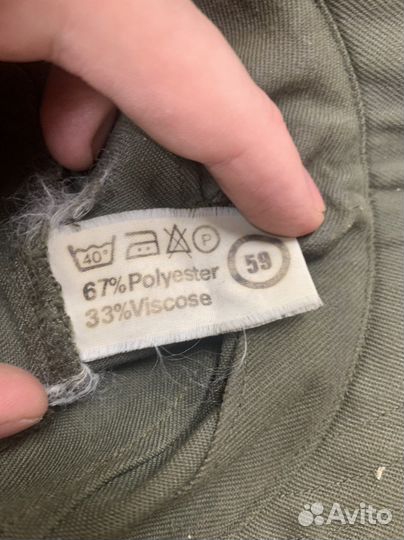 40° P 59
67%Polyester
33%Viscose
Avito